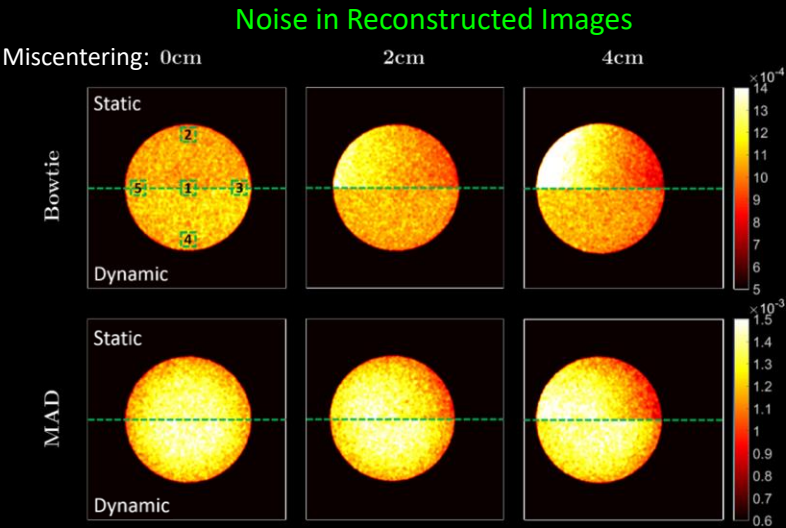 Noise in Reconstructed Images
Miscentering: 0cm 2cm 4cm
×10⁻⁴
Bowtie
Static
2
5 1 3
4
Dynamic
14
13
12
11
10
9
8
7
6
5
×10⁻³
MAD
Static
Dynamic
1.5
1.4
1.3
1.2
1.1
1
0.9
0.8
0.7
0.6